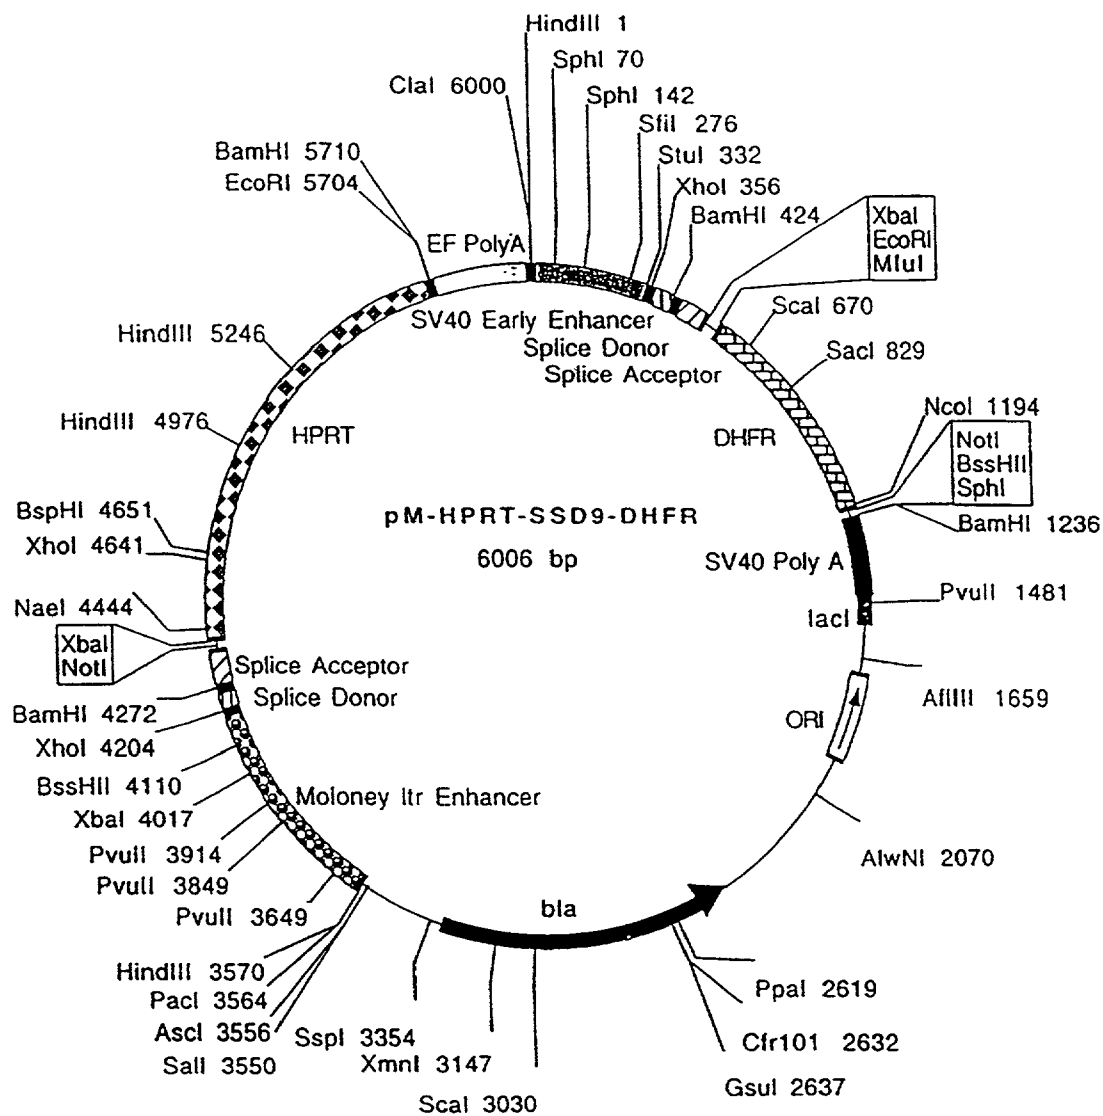 HindIII 1
SphI 70
ClaI 6000
SphI 142
SfiI 276
StuI 332
XhoI 356
BamHI 424
BamHI 5710
EcoRI 5704
XbaI
EcoRI
MluI
EF PolyA
ScaI 670
SV40 Early Enhancer
Splice Donor
Splice Acceptor
SacI 829
HindIII 5246
HindIII 4976
HPRT
DHFR
NcoI 1194
NotI
BssHII
SphI
BamHI 1236
BspHI 4651
XhoI 4641
pM-HPRT-SSD9-DHFR
6006 bp
SV40 Poly A
PvuII 1481
lacI
NaeI 4444
XbaI
NotI
Splice Acceptor
Splice Donor
AflIII 1659
ORI
BamHI 4272
XhoI 4204
BssHII 4110
XbaI 4017
Moloney ltr Enhancer
PvuII 3914
PvuII 3849
PvuII 3649
AlwNI 2070
bla
HindIII 3570
PacI 3564
AscI 3556
SalI 3550
SspI 3354
XmnI 3147
ScaI 3030
PpaI 2619
Cfr101 2632
GsuI 2637